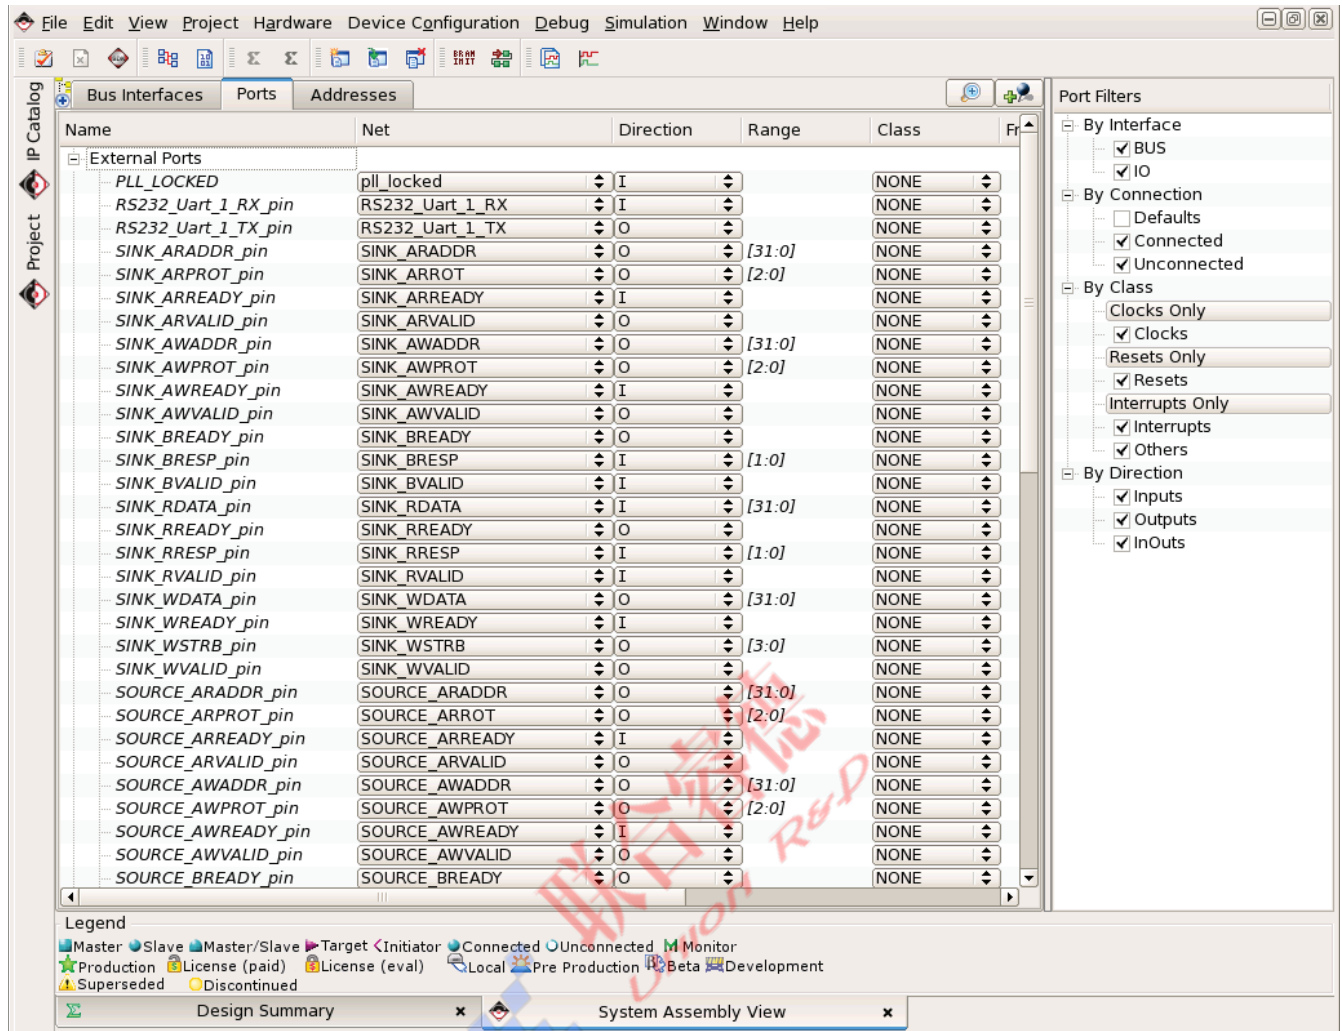 File Edit View Project Hardware Device Configuration Debug Simulation Window Help
IP Catalog
Project
Bus Interfaces Ports Addresses
Name Net Direction Range Class Fr
External Ports
PLL_LOCKED pll_locked I NONE
RS232_Uart_1_RX_pin RS232_Uart_1_RX I NONE
RS232_Uart_1_TX_pin RS232_Uart_1_TX O NONE
SINK_ARADDR_pin SINK_ARADDR O [31:0] NONE
SINK_ARPROT_pin SINK_ARROT O [2:0] NONE
SINK_ARREADY_pin SINK_ARREADY I NONE
SINK_ARVALID_pin SINK_ARVALID O NONE
SINK_AWADDR_pin SINK_AWADDR O [31:0] NONE
SINK_AWPROT_pin SINK_AWPROT O [2:0] NONE
SINK_AWREADY_pin SINK_AWREADY I NONE
SINK_AWVALID_pin SINK_AWVALID O NONE
SINK_BREADY_pin SINK_BREADY O NONE
SINK_BRESP_pin SINK_BRESP I [1:0] NONE
SINK_BVALID_pin SINK_BVALID I NONE
SINK_RDATA_pin SINK_RDATA I [31:0] NONE
SINK_RREADY_pin SINK_RREADY O NONE
SINK_RRESP_pin SINK_RRESP I [1:0] NONE
SINK_RVALID_pin SINK_RVALID I NONE
SINK_WDATA_pin SINK_WDATA O [31:0] NONE
SINK_WREADY_pin SINK_WREADY I NONE
SINK_WSTRB_pin SINK_WSTRB O [3:0] NONE
SINK_WVALID_pin SINK_WVALID O NONE
SOURCE_ARADDR_pin SOURCE_ARADDR O [31:0] NONE
SOURCE_ARPROT_pin SOURCE_ARROT O [2:0] NONE
SOURCE_ARREADY_pin SOURCE_ARREADY I NONE
SOURCE_ARVALID_pin SOURCE_ARVALID O NONE
SOURCE_AWADDR_pin SOURCE_AWADDR O [31:0] NONE
SOURCE_AWPROT_pin SOURCE_AWPROT O [2:0] NONE
SOURCE_AWREADY_pin SOURCE_AWREADY I NONE
SOURCE_AWVALID_pin SOURCE_AWVALID O NONE
SOURCE_BREADY_pin SOURCE_BREADY O NONE
Port Filters
By Interface
BUS
IO
By Connection
Defaults
Connected
Unconnected
By Class
Clocks Only
Clocks
Resets Only
Resets
Interrupts Only
Interrupts
Others
By Direction
Inputs
Outputs
InOuts
联合睿德
Union R&D
Legend
Master Slave Master/Slave Target Initiator Connected Unconnected Monitor
Production License (paid) License (eval) Local Pre Production Beta Development
Superseded Discontinued
Design Summary System Assembly View